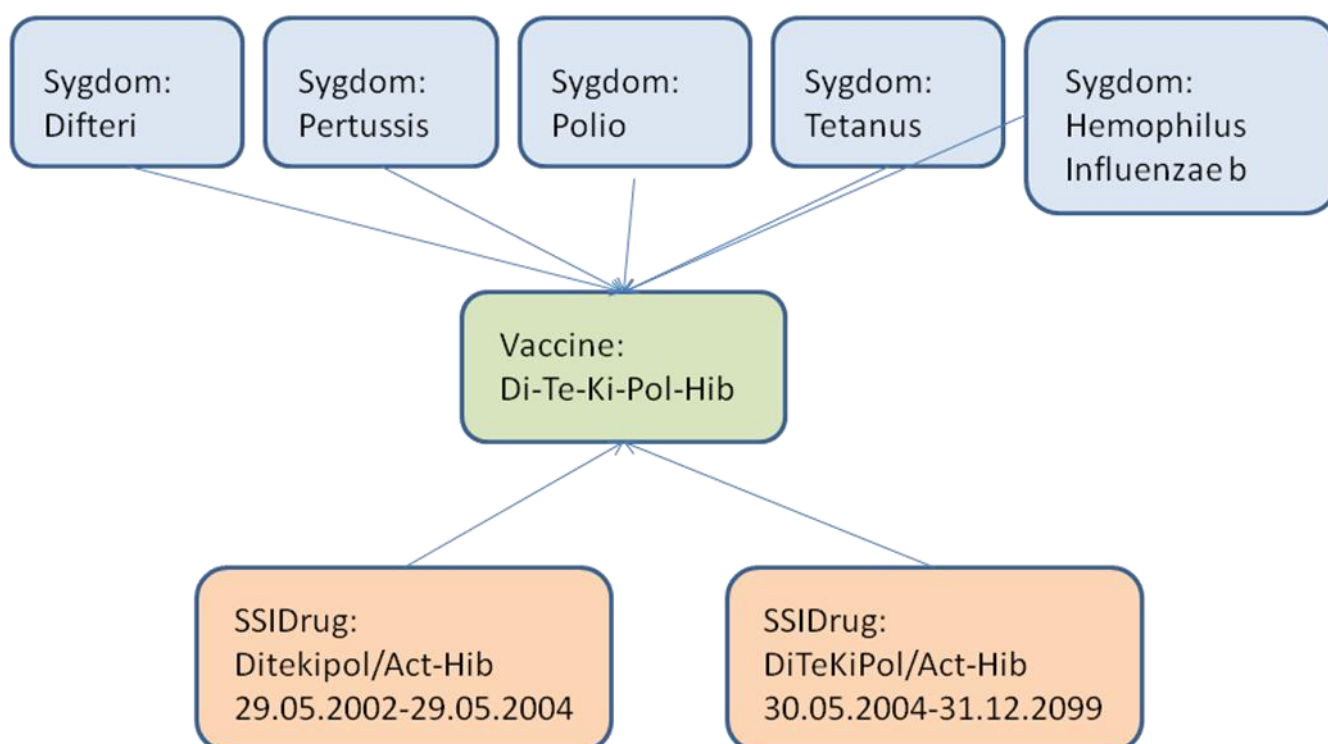 Sygdom:
Difteri
Sygdom:
Pertussis
Sygdom:
Polio
Sygdom:
Tetanus
Sygdom:
Hemophilus
Influenzae b
Vaccine:
Di-Te-Ki-Pol-Hib
SSIDrug:
Ditekipol/Act-Hib
29.05.2002-29.05.2004
SSIDrug:
DiTeKiPol/Act-Hib
30.05.2004-31.12.2099